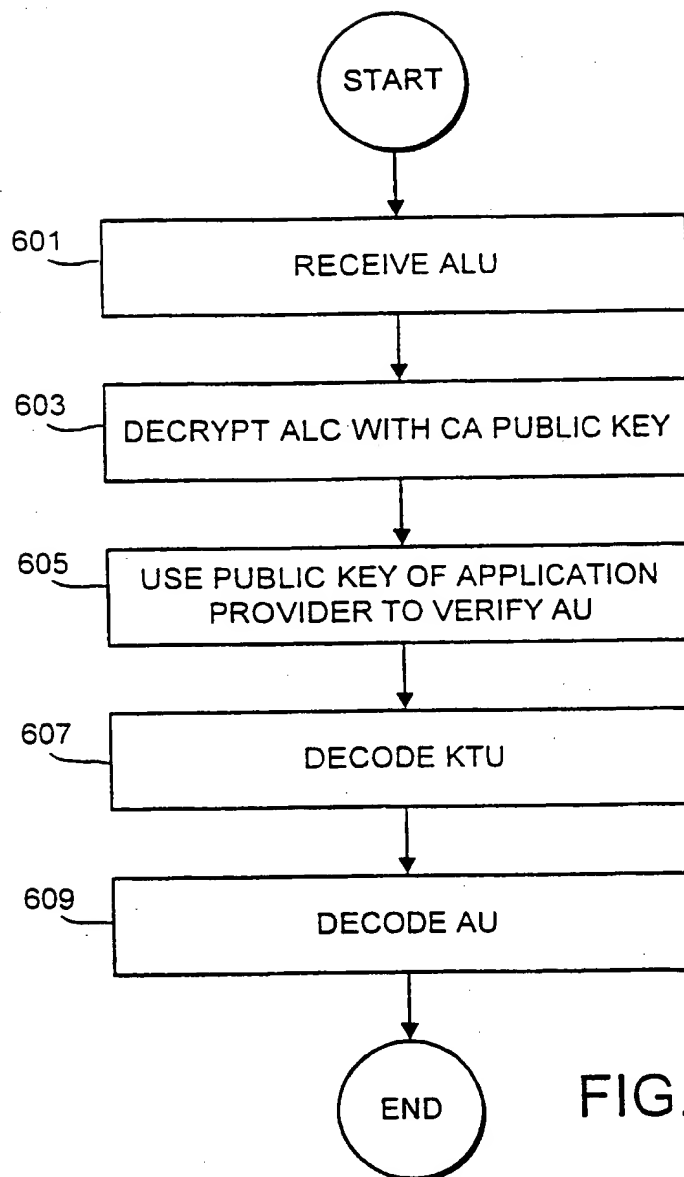 START
601
RECEIVE ALU
603
DECRYPT ALC WITH CA PUBLIC KEY
605
USE PUBLIC KEY OF APPLICATION
PROVIDER TO VERIFY AU
607
DECODE KTU
609
DECODE AU
END
FIG.